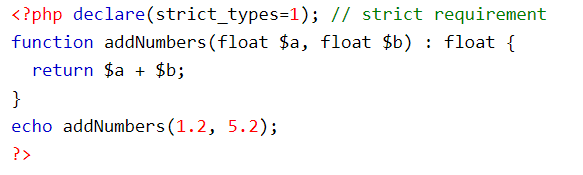 <?php declare(strict_types=1); // strict requirement
function addNumbers(float $a, float $b) : float {
  return $a + $b;
}
echo addNumbers(1.2, 5.2);
?>